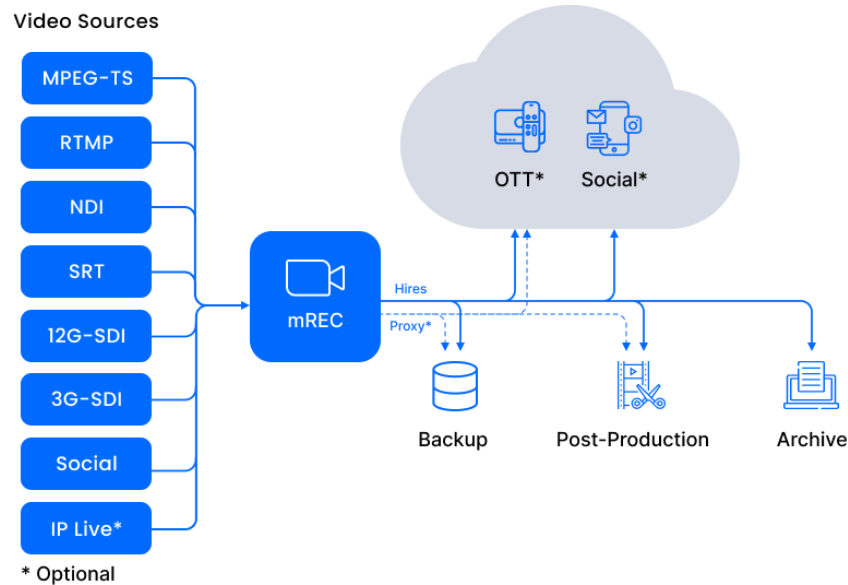 Video Sources
MPEG-TS
RTMP
NDI
SRT
12G-SDI
3G-SDI
Social
IP Live*
* Optional
mREC
Hires
Proxy*
OTT*
Social*
Backup
Post-Production
Archive